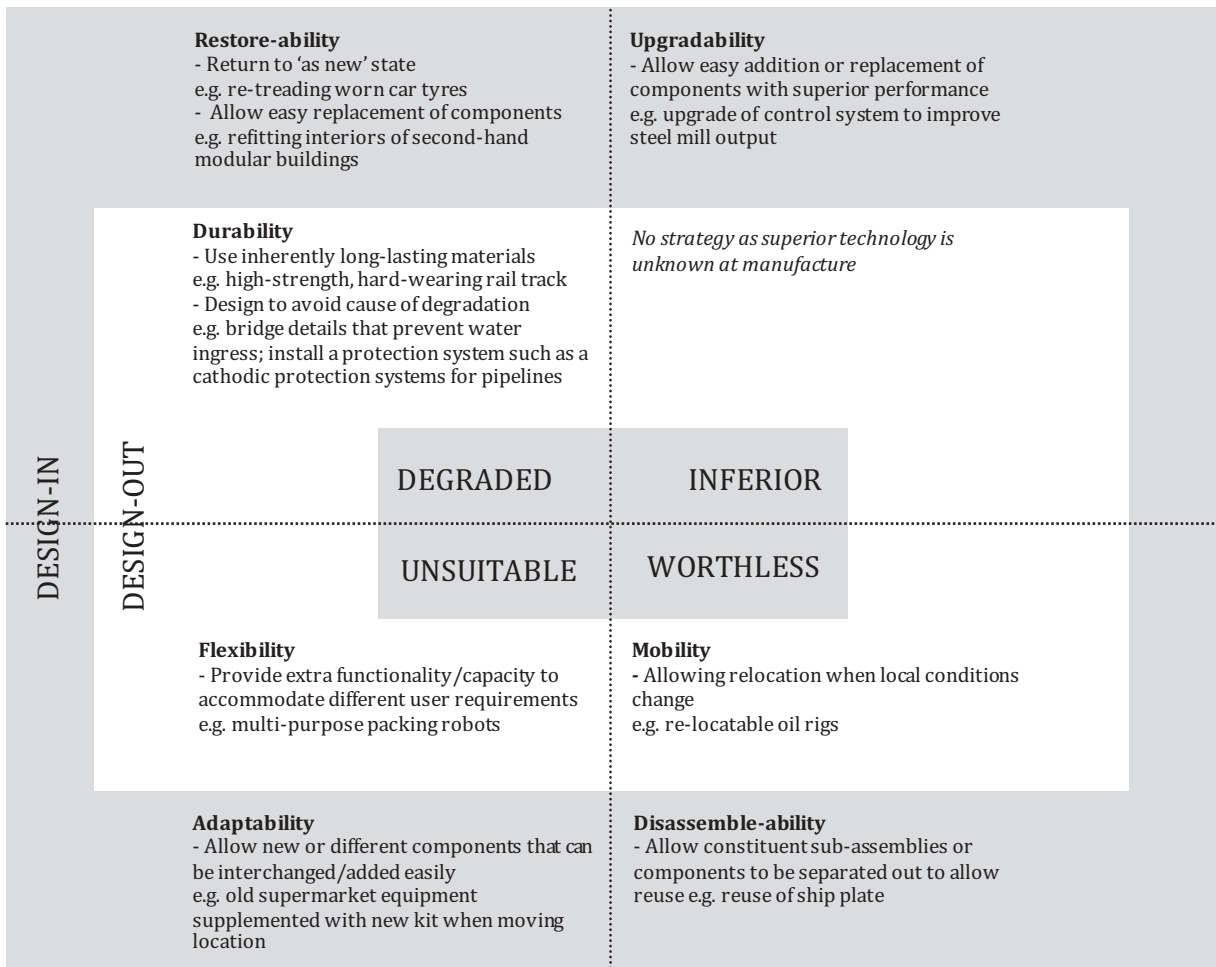 Restore-ability
- Return to ‘as new’ state
e.g. re-treading worn car tyres
- Allow easy replacement of components
e.g. refitting interiors of second-hand
modular buildings
Upgradability
- Allow easy addition or replacement of
components with superior performance
e.g. upgrade of control system to improve
steel mill output
Durability
- Use inherently long-lasting materials
e.g. high-strength, hard-wearing rail track
- Design to avoid cause of degradation
e.g. bridge details that prevent water
ingress; install a protection system such as a
cathodic protection systems for pipelines
No strategy as superior technology is
unknown at manufacture
DESIGN-IN
DESIGN-OUT
DEGRADED
INFERIOR
UNSUITABLE
WORTHLESS
Flexibility
- Provide extra functionality/capacity to
accommodate different user requirements
e.g. multi-purpose packing robots
Mobility
- Allowing relocation when local conditions
change
e.g. re-locatable oil rigs
Adaptability
- Allow new or different components that can
be interchanged/added easily
e.g. old supermarket equipment
supplemented with new kit when moving
location
Disassemble-ability
- Allow constituent sub-assemblies or
components to be separated out to allow
reuse e.g. reuse of ship plate